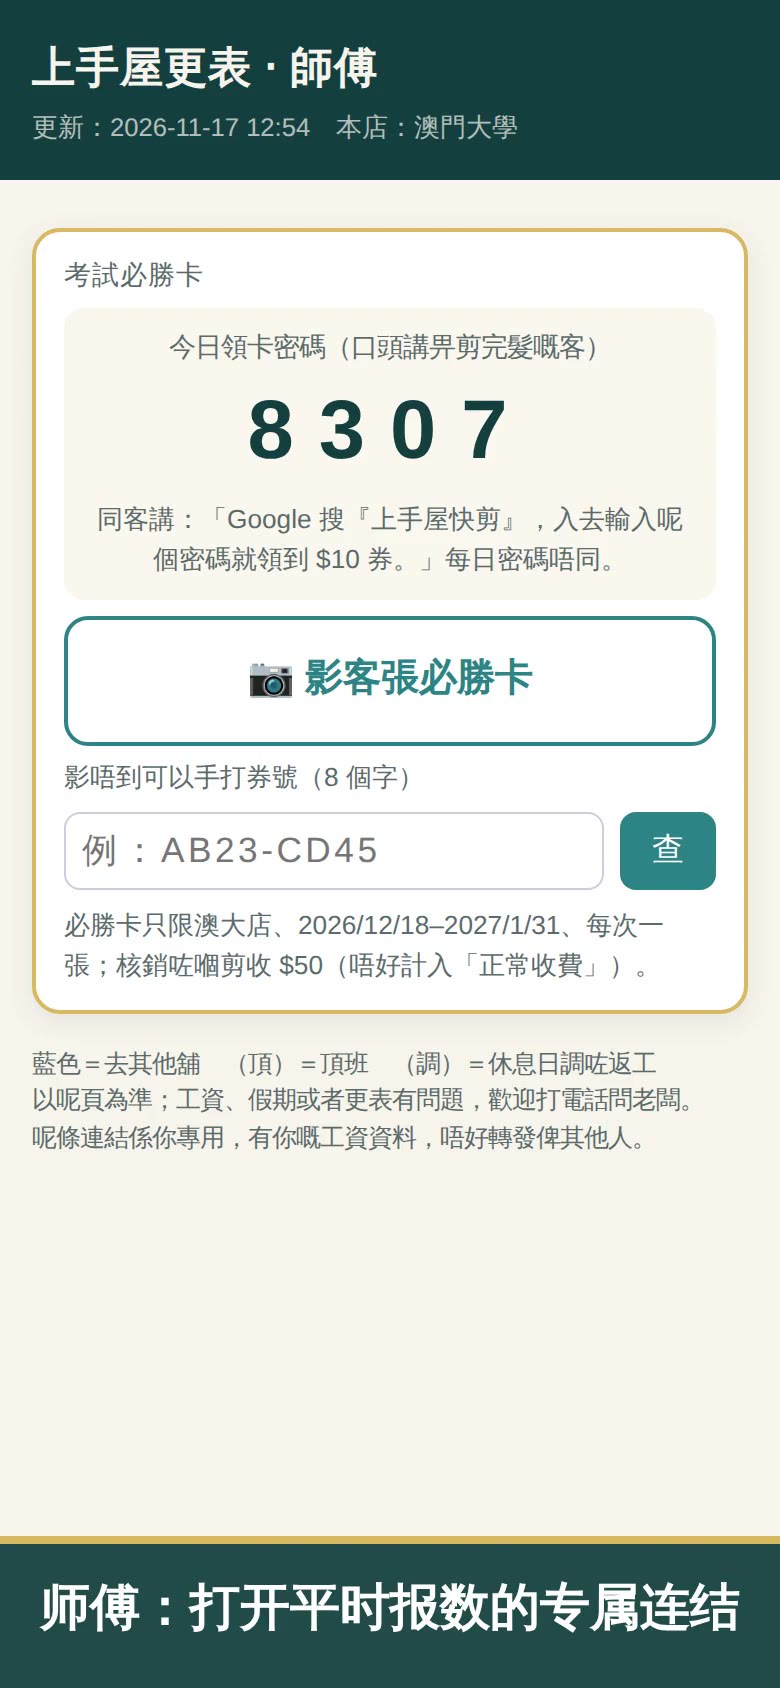 上手屋更表 · 師傅
更新：2026-11-17 12:54　本店：澳門大學
考試必勝卡
今日領卡密碼（口頭講畀剪完髮嘅客）
8307
同客講：「Google 搜『上手屋快剪』，入去輸入呢
個密碼就領到 $10 券。」每日密碼唔同。
📷 影客張必勝卡
影唔到可以手打券號（8 個字）
例：AB23-CD45
查
必勝卡只限澳大店、2026/12/18–2027/1/31、每次一
張；核銷咗嗰剪收 $50（唔好計入「正常收費」）。
藍色＝去其他舖　（頂）＝頂班　（調）＝休息日調咗返工
以呢頁為準；工資、假期或者更表有問題，歡迎打電話問老闆。
呢條連結係你專用，有你嘅工資資料，唔好轉發俾其他人。
师傅：打开平时报数的专属连结